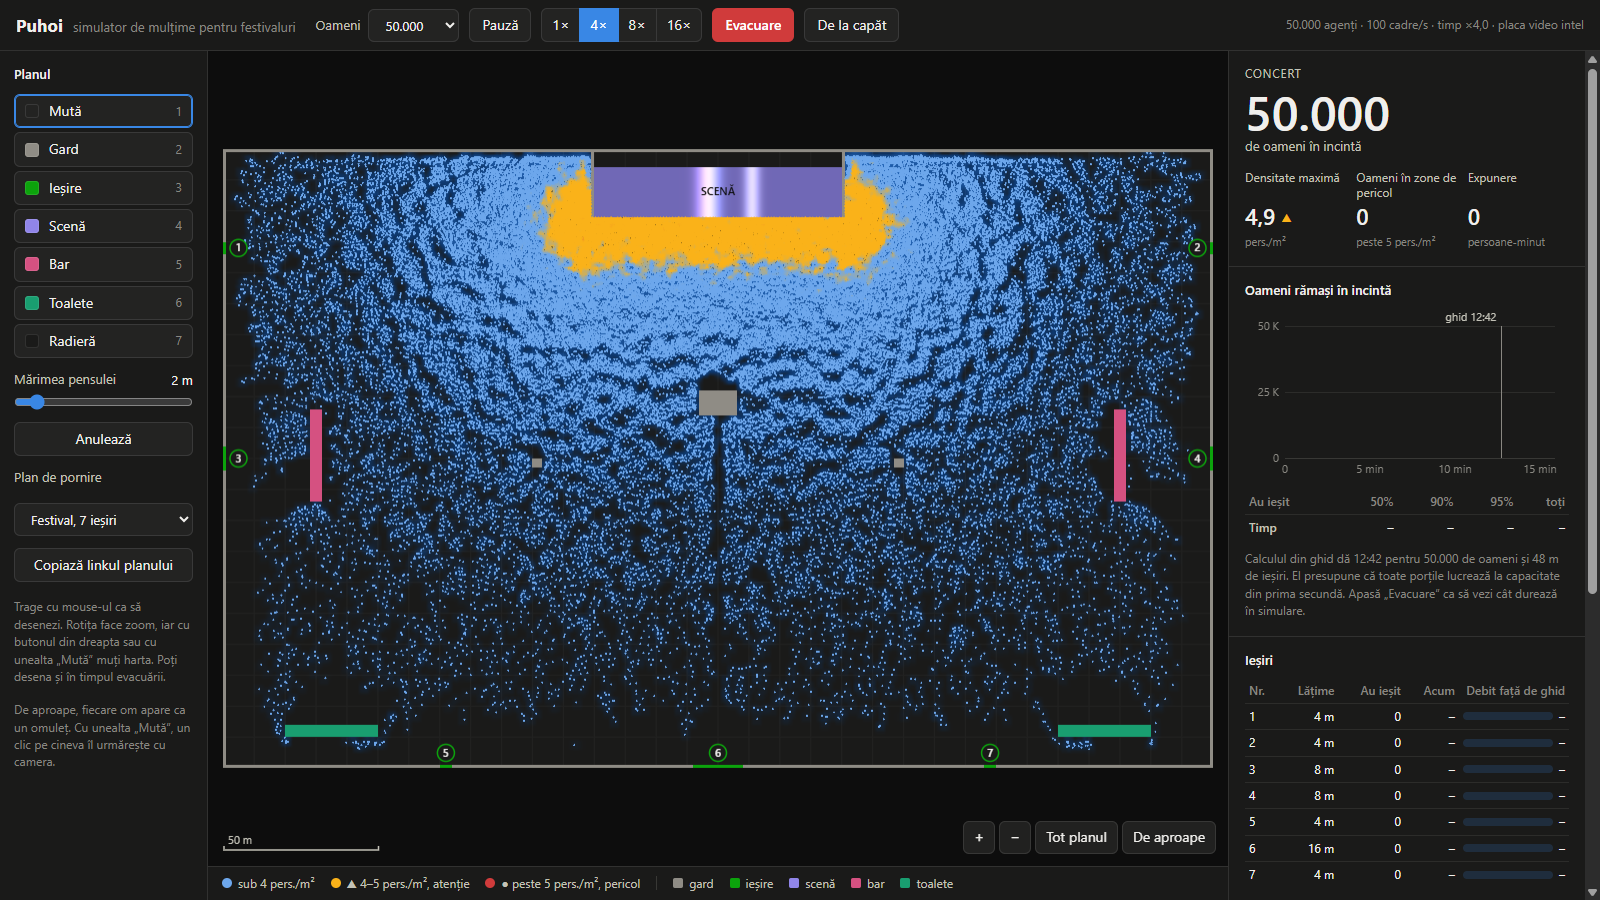 Puhoi simulator de mulțime pentru festivaluri Oameni 50.000 Pauză 1× 4× 8× 16× Evacuare De la capăt 50.000 agenți · 100 cadre/s · timp ×4,0 · placa video intel
Planul
Mută 1
Gard 2
Ieșire 3
Scenă 4
Bar 5
Toalete 6
Radieră 7
Mărimea pensulei 2 m
Anulează
Plan de pornire
Festival, 7 ieșiri
Copiază linkul planului
Trage cu mouse-ul ca să
desenezi. Rotița face zoom, iar cu
butonul din dreapta sau cu
unealta „Mută” muți harta. Poți
desena și în timpul evacuării.
De aproape, fiecare om apare ca
un omuleț. Cu unealta „Mută”, un
clic pe cineva îl urmărește cu
camera.
SCENĂ
1
2
3
4
5
6
7
50 m
+ − Tot planul De aproape
sub 4 pers./m² ▲ 4–5 pers./m², atenție ● peste 5 pers./m², pericol gard ieșire scenă bar toalete
CONCERT
50.000
de oameni în incintă
Densitate maximă
4,9 ▲
pers./m²
Oameni în zone de
pericol
0
peste 5 pers./m²
Expunere
0
persoane-minut
Oameni rămași în incintă
ghid 12:42
50 K
25 K
0
0 5 min 10 min 15 min
Au ieșit 50% 90% 95% toți
Timp – – – –
Calculul din ghid dă 12:42 pentru 50.000 de oameni și 48 m
de ieșiri. El presupune că toate porțile lucrează la capacitate
din prima secundă. Apasă „Evacuare” ca să vezi cât durează
în simulare.
Ieșiri
Nr. Lățime Au ieșit Acum Debit față de ghid
1 4 m 0 – –
2 4 m 0 – –
3 8 m 0 – –
4 8 m 0 – –
5 4 m 0 – –
6 16 m 0 – –
7 4 m 0 – –